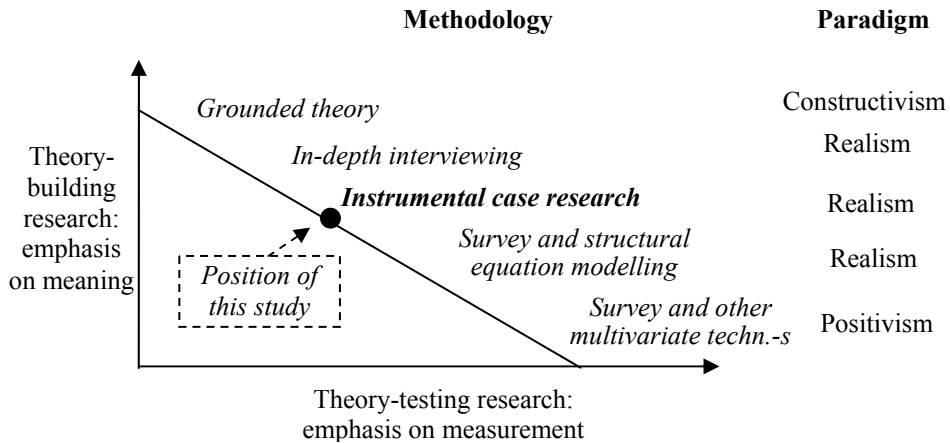 Methodology
Paradigm
Grounded theory
Constructivism
In-depth interviewing
Realism
Theory-
building
research:
emphasis
on meaning
Instrumental case research
Realism
Survey and structural
equation modelling
Realism
Position of
this study
Survey and other
multivariate techn.-s
Positivism
Theory-testing research:
emphasis on measurement